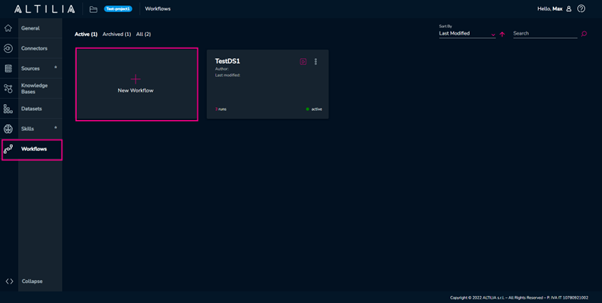 ALTILIA
Test-project1
Workflows
Hello, Max
General
Connectors
Sources
Knowledge
Bases
Datasets
Skills
Workflows
Collapse
Active (1) Archived (1) All (2)
Sort By
Last Modified
Search
New Workflow
TestDS1
Author:
Last modified:
runs
active
Copyright © 2022 ALTILIA s.r.l. - All Rights Reserved - P. IVA IT